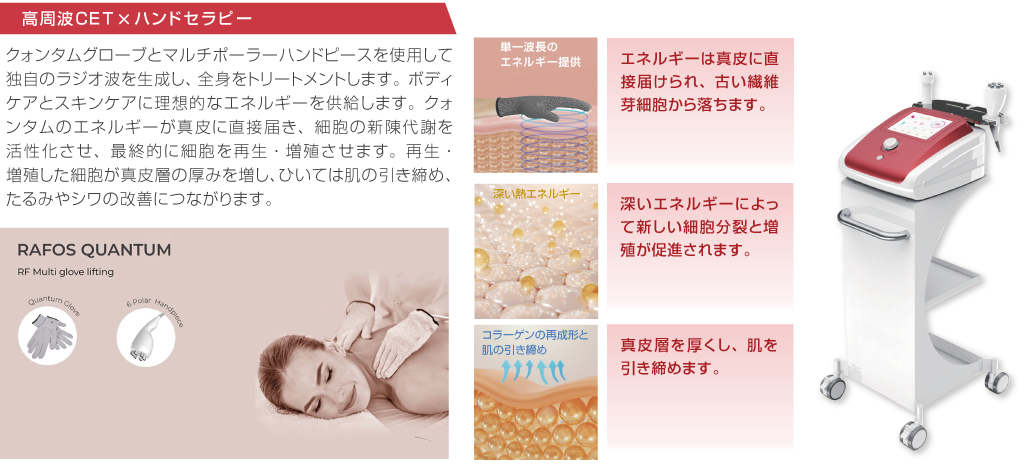 高周波CET×ハンドセラピー
クォンタムグローブとマルチポーラーハンドピースを使用して
独自のラジオ波を生成し、全身をトリートメントします。ボディ
ケアとスキンケアに理想的なエネルギーを供給します。クォ
ンタムのエネルギーが真皮に直接届き、細胞の新陳代謝を
活性化させ、最終的に細胞を再生・増殖させます。再生・
増殖した細胞が真皮層の厚みを増し、ひいては肌の引き締め、
たるみやシワの改善につながります。
RAFOS QUANTUM
RF Multi glove lifting
Quantum Glove
6 Polar Handpiece
単一波長の
エネルギー提供
エネルギーは真皮に直
接届けられ、古い繊維
芽細胞から落ちます。
深い熱エネルギー
深いエネルギーによっ
て新しい細胞分裂と増
殖が促進されます。
コラーゲンの再成形と
肌の引き締め
真皮層を厚くし、肌を
引き締めます。